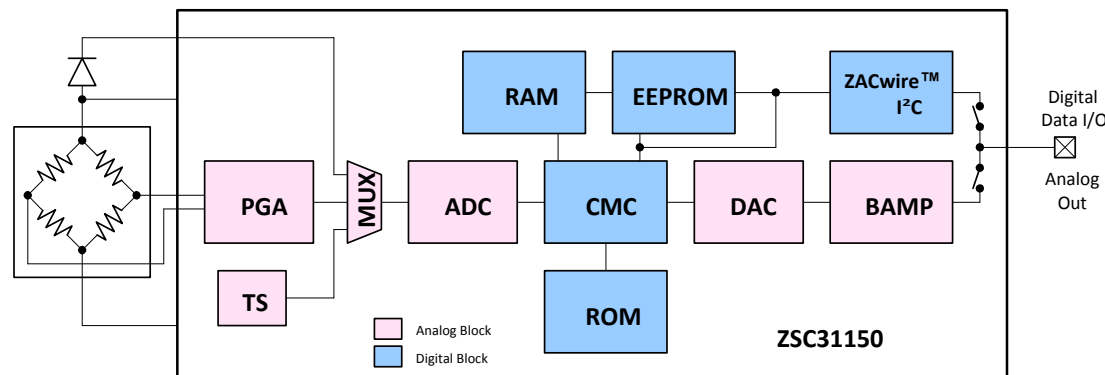 RAM
EEPROM
ZACwire™
I²C
Digital
Data I/O
Analog
Out
PGA
MUX
ADC
CMC
DAC
BAMP
TS
ROM
Analog Block
Digital Block
ZSC31150